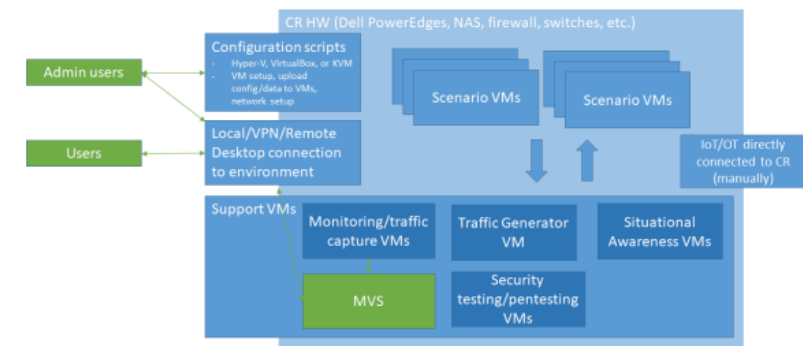 CR HW (Dell PowerEdges, NAS, firewall, switches, etc.)
Configuration scripts
- Hyper-V, VirtualBox, or KVM
- VM setup, upload
config/data to VMs,
network setup
Admin users
Scenario VMs
Scenario VMs
Local/VPN/Remote
Desktop connection
to environment
Users
IoT/OT directly
connected to CR
(manually)
Support VMs
Monitoring/traffic
capture VMs
Traffic Generator
VM
Situational
Awareness VMs
MVS
Security
testing/pentesting
VMs